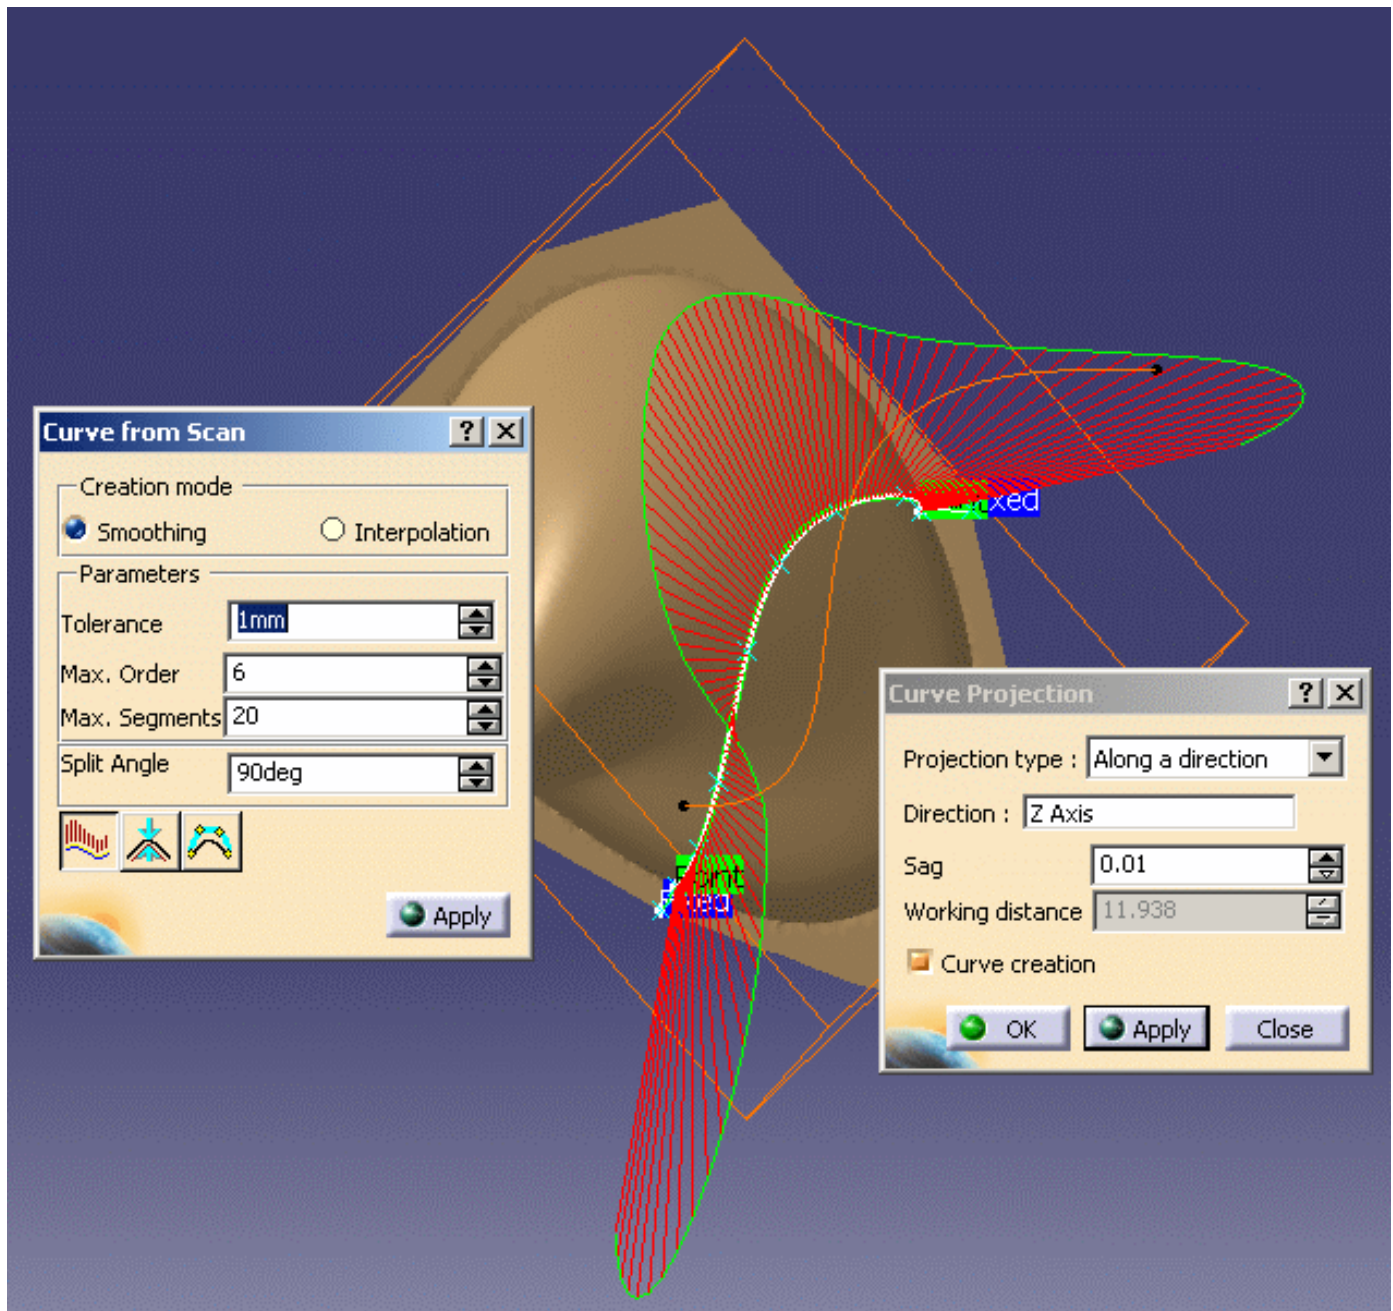 Curve from Scan
Creation mode
Smoothing
Interpolation
Parameters
Tolerance
1mm
Max. Order
6
Max. Segments
20
Split Angle
90deg
Apply
xed
Point
Curve Projection
Projection type :
Along a direction
Direction :
Z Axis
Sag
0.01
Working distance
11.938
Curve creation
OK
Apply
Close